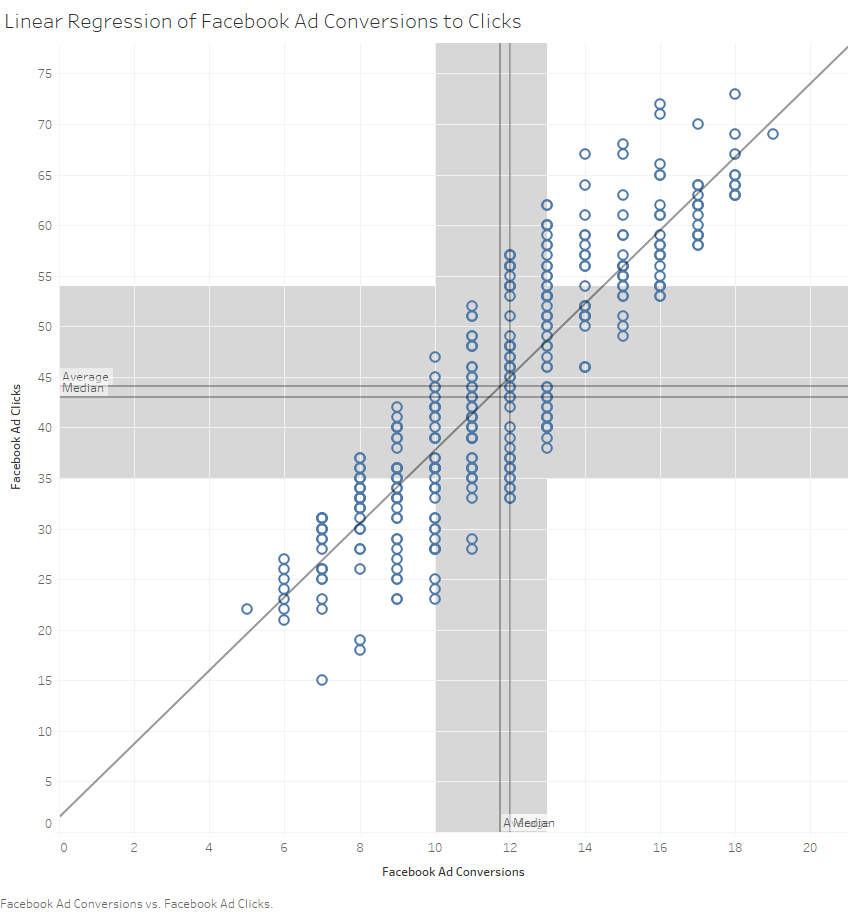 Linear Regression of Facebook Ad Conversions to Clicks
75
70
65
60
55
50
Average
45
Median
40
Facebook Ad Clicks
35
30
25
20
15
10
5
0
A Median
0 2 4 6 8 10 12 14 16 18 20
Facebook Ad Conversions
Facebook Ad Conversions vs. Facebook Ad Clicks.